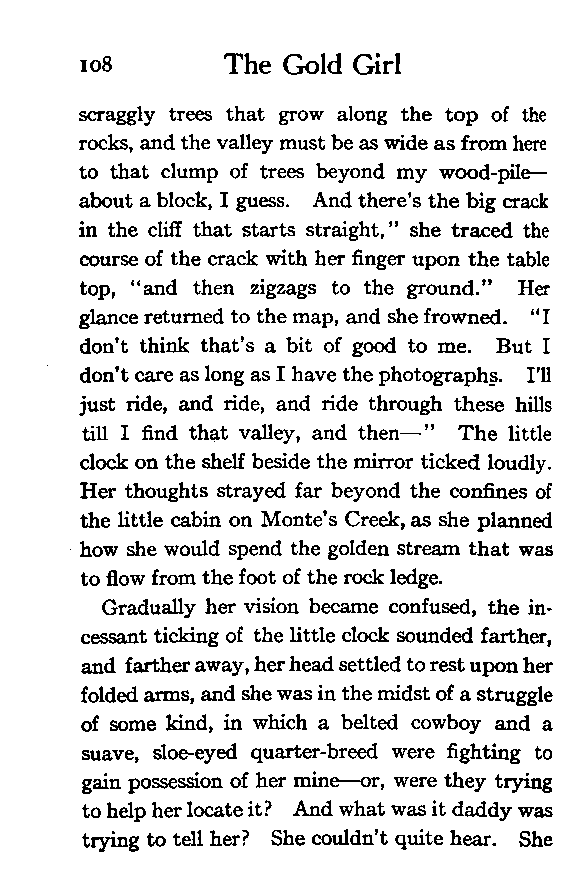 108 The Gold Girl
scraggly trees that grow along the top of the
rocks, and the valley must be as wide as from here
to that clump of trees beyond my wood-pile—
about a block, I guess. And there's the big crack
in the cliff that starts straight," she traced the
course of the crack with her finger upon the table
top, "and then zigzags to the ground." Her
glance returned to the map, and she frowned. "I
don't think that's a bit of good to me. But I
don't care as long as I have the photographs. I'll
just ride, and ride, and ride through these hills
till I find that valley, and then—" The little
clock on the shelf beside the mirror ticked loudly.
Her thoughts strayed far beyond the confines of
the little cabin on Monte's Creek, as she planned
how she would spend the golden stream that was
to flow from the foot of the rock ledge.
Gradually her vision became confused, the in-
cessant ticking of the little clock sounded farther,
and farther away, her head settled to rest upon her
folded arms, and she was in the midst of a struggle
of some kind, in which a belted cowboy and a
suave, sloe-eyed quarter-breed were fighting to
gain possession of her mine—or, were they trying
to help her locate it? And what was it daddy was
trying to tell her? She couldn't quite hear. She